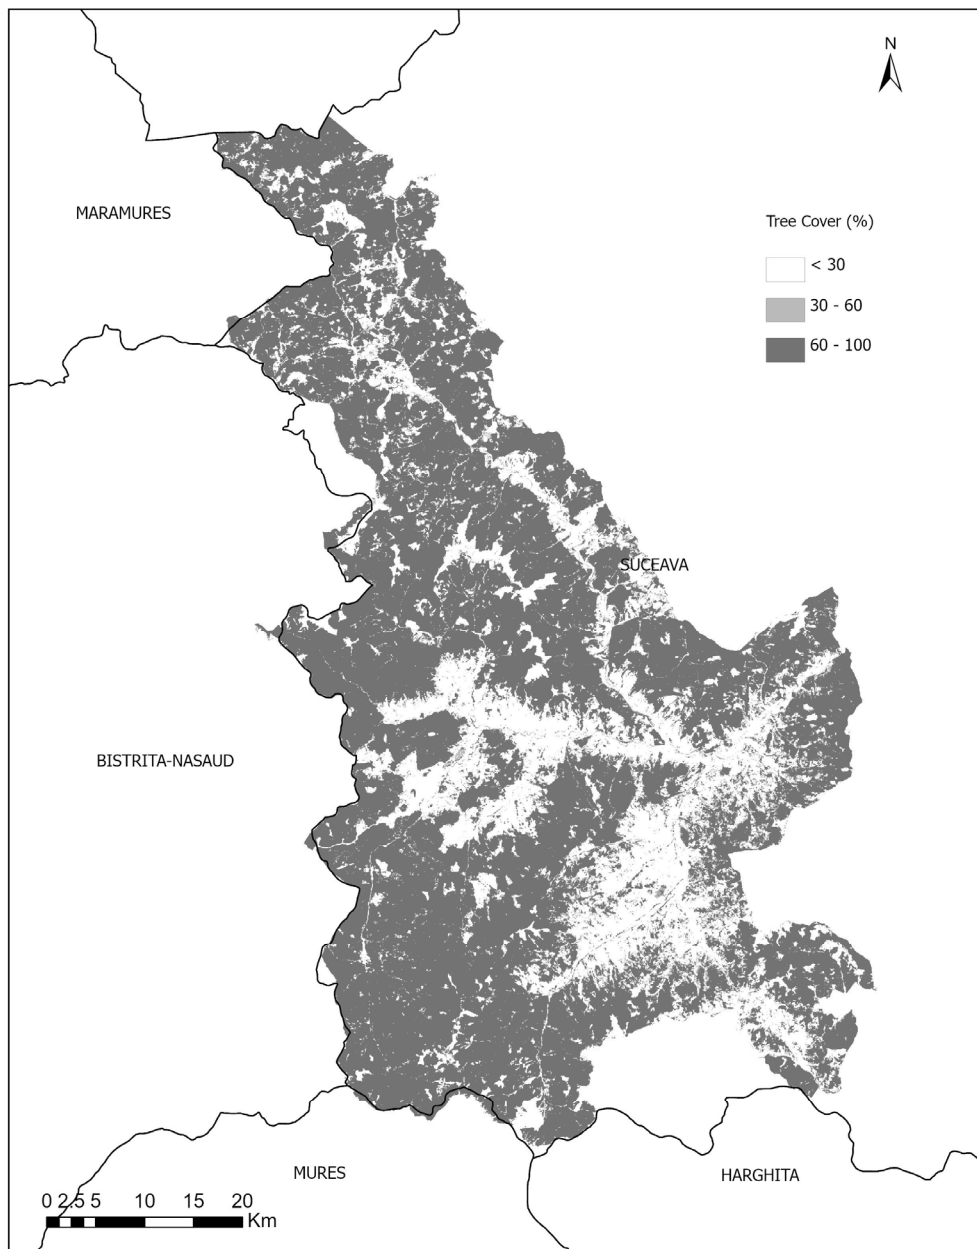 N
MARAMURES
Tree Cover (%)
< 30
30 - 60
60 - 100
SUCEAVA
BISTRITA-NASAUD
MURES
HARGHITA
0 2.5 5 10 15 20
Km